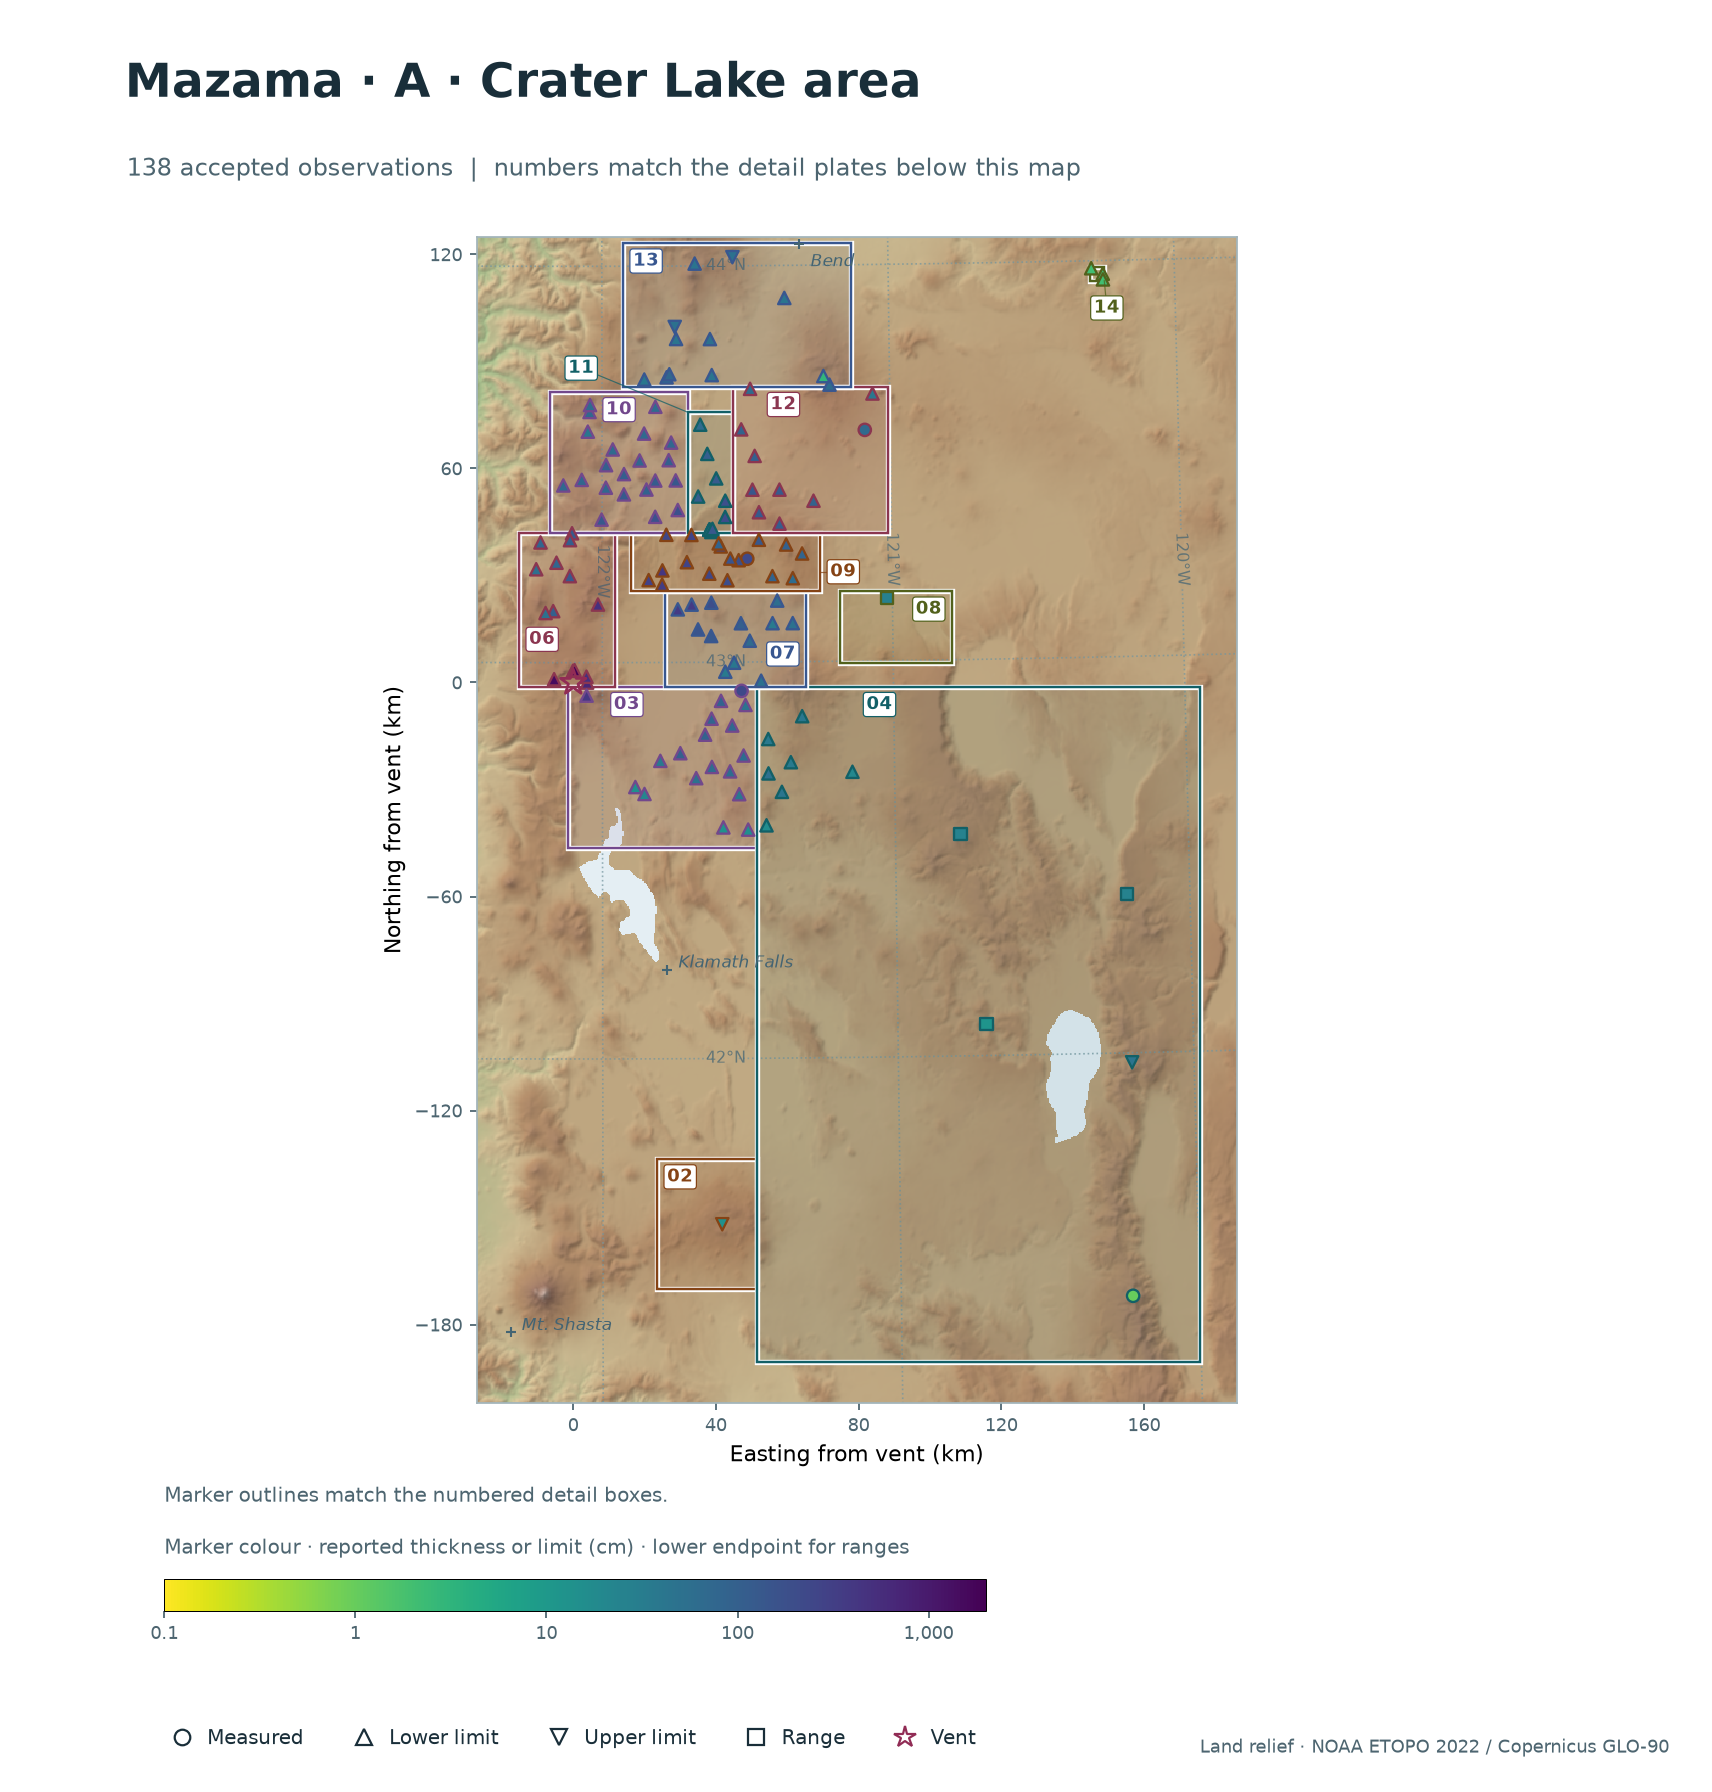 Mazama · A · Crater Lake area
138 accepted observations | numbers match the detail plates below this map
120
60
0
−60
−120
−180
Northing from vent (km)
13
44°N
Bend
14
11
10
12
122°W
121°W
120°W
09
08
06
07
43°N
03
04
Klamath Falls
42°N
02
Mt. Shasta
0
40
80
120
160
Easting from vent (km)
Marker outlines match the numbered detail boxes.
Marker colour · reported thickness or limit (cm) · lower endpoint for ranges
0.1
1
10
100
1,000
Measured
Lower limit
Upper limit
Range
Vent
Land relief · NOAA ETOPO 2022 / Copernicus GLO-90